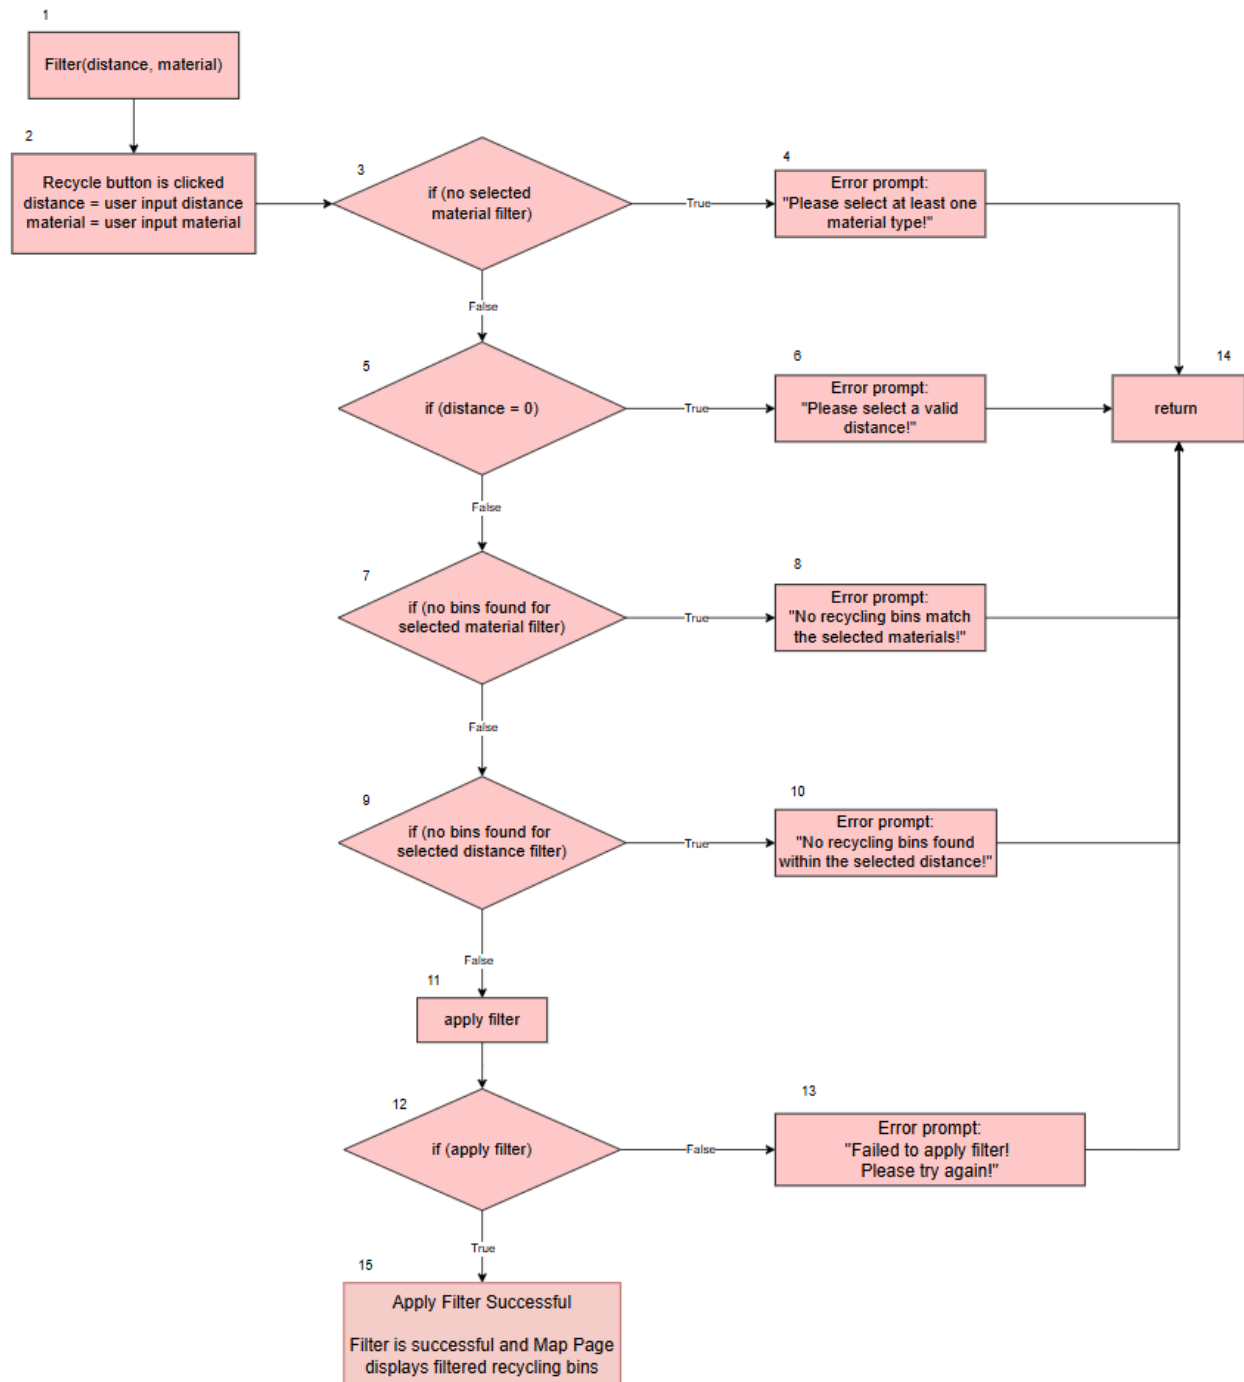 1
Filter(distance, material)
2
Recycle button is clicked
distance = user input distance
material = user input material
3
if (no selected
material filter)
True
4
Error prompt:
"Please select at least one
material type!"
False
5
if (distance = 0)
True
6
Error prompt:
"Please select a valid
distance!"
14
return
False
7
if (no bins found for
selected material filter)
True
8
Error prompt:
"No recycling bins match
the selected materials!"
False
9
if (no bins found for
selected distance filter)
True
10
Error prompt:
"No recycling bins found
within the selected distance!"
False
11
apply filter
12
if (apply filter)
False
13
Error prompt:
"Failed to apply filter!
Please try again!"
True
15
Apply Filter Successful
Filter is successful and Map Page
displays filtered recycling bins